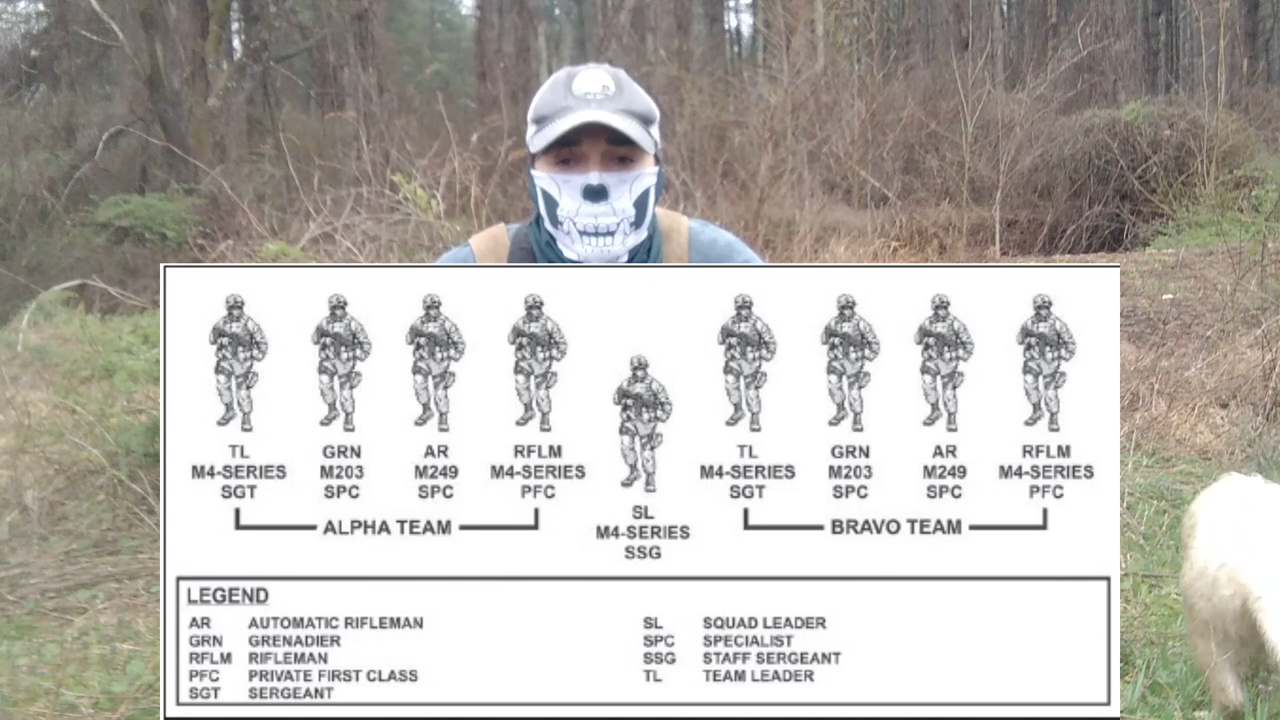 TL GRN AR RFLM
M4-SERIES M203 M249 M4-SERIES
SGT SPC SPC PFC
ALPHA TEAM
SL
M4-SERIES
SSG
TL GRN AR RFLM
M4-SERIES M203 M249 M4-SERIES
SGT SPC SPC PFC
BRAVO TEAM
LEGEND
AR AUTOMATIC RIFLEMAN
GRN GRENADIER
RFLM RIFLEMAN
PFC PRIVATE FIRST CLASS
SGT SERGEANT
SL SQUAD LEADER
SPC SPECIALIST
SSG STAFF SERGEANT
TL TEAM LEADER